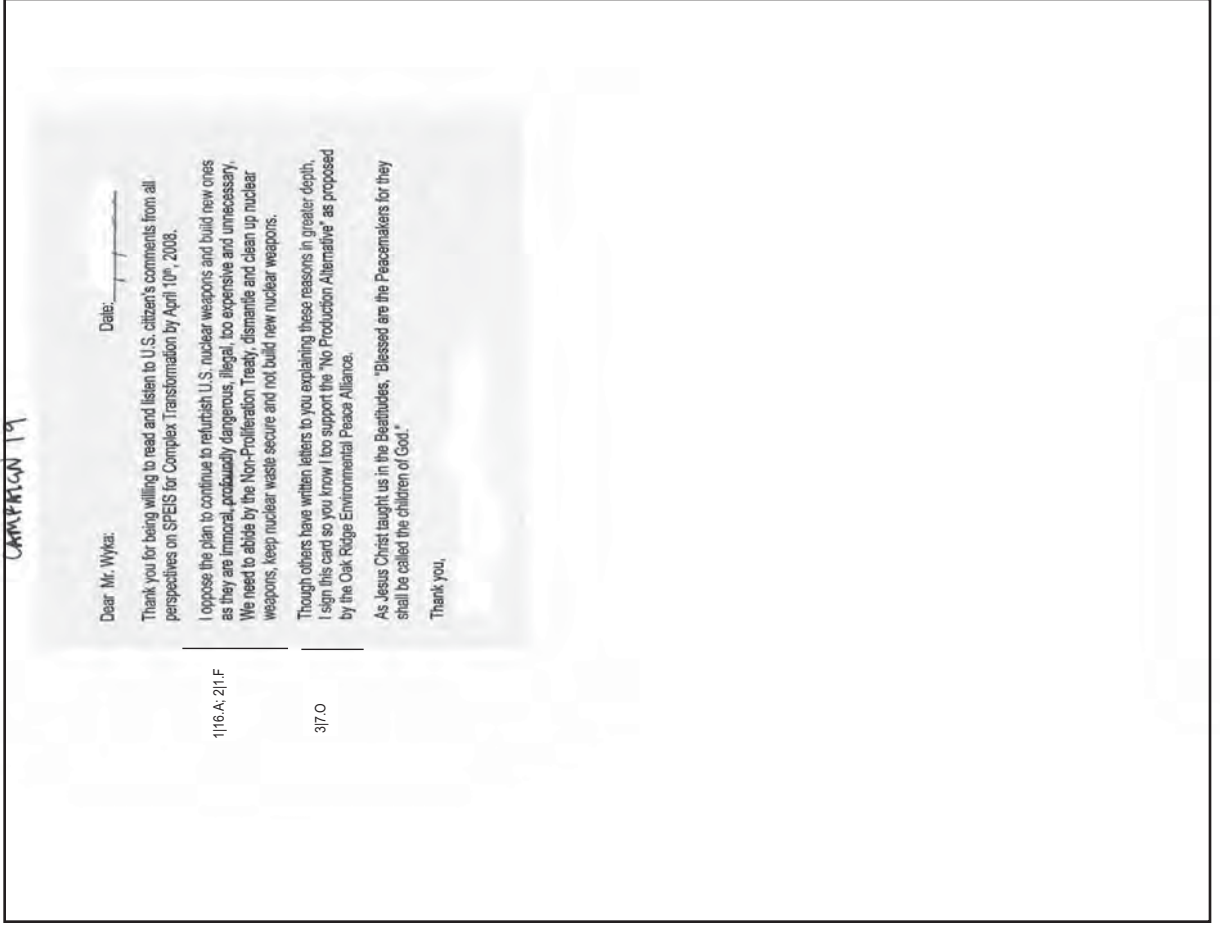 CAMPAIGN 19
Dear Mr. Wyka: Date: / /
Thank you for being willing to read and listen to U.S. citizen's comments from all
perspectives on SPEIS for Complex Transformation by April 10th, 2008.
1|16.A; 2|1.F
I oppose the plan to continue to refurbish U.S. nuclear weapons and build new ones
as they are immoral, profoundly dangerous, illegal, too expensive and unnecessary.
We need to abide by the Non-Proliferation Treaty, dismantle and clean up nuclear
weapons, keep nuclear waste secure and not build new nuclear weapons.
3|7.O
Though others have written letters to you explaining these reasons in greater depth,
I sign this card so you know I too support the "No Production Alternative" as proposed
by the Oak Ridge Environmental Peace Alliance.
As Jesus Christ taught us in the Beatitudes, "Blessed are the Peacemakers for they
shall be called the children of God."
Thank you,